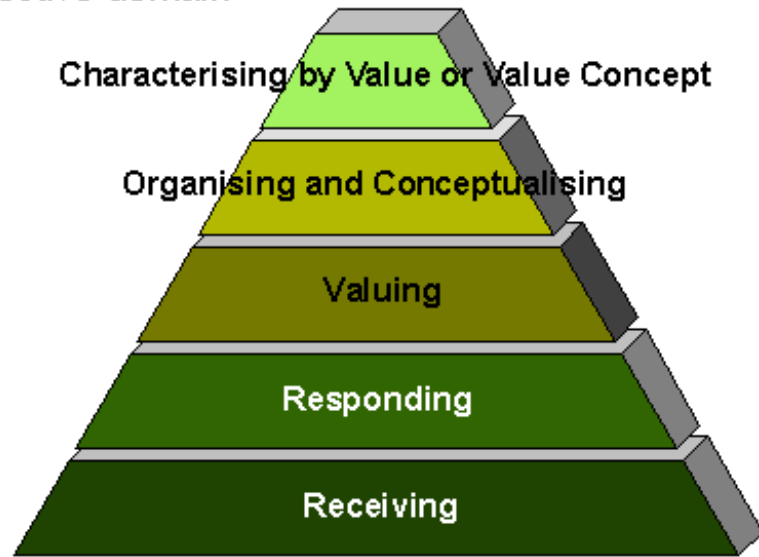 Characterising by Value or Value Concept
Organising and Conceptualising
Valuing
Responding
Receiving